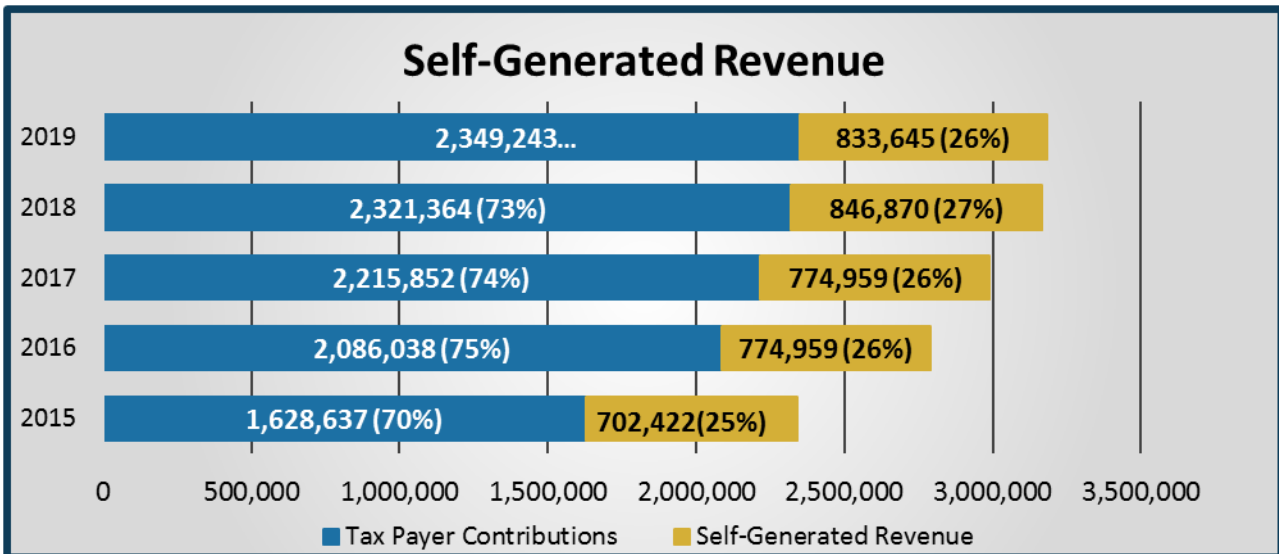 Self-Generated Revenue
2019 2,349,243... 833,645 (26%)
2018 2,321,364 (73%) 846,870 (27%)
2017 2,215,852 (74%) 774,959 (26%)
2016 2,086,038 (75%) 774,959 (26%)
2015 1,628,637 (70%) 702,422(25%)
0 500,000 1,000,000 1,500,000 2,000,000 2,500,000 3,000,000 3,500,000
Tax Payer Contributions Self-Generated Revenue